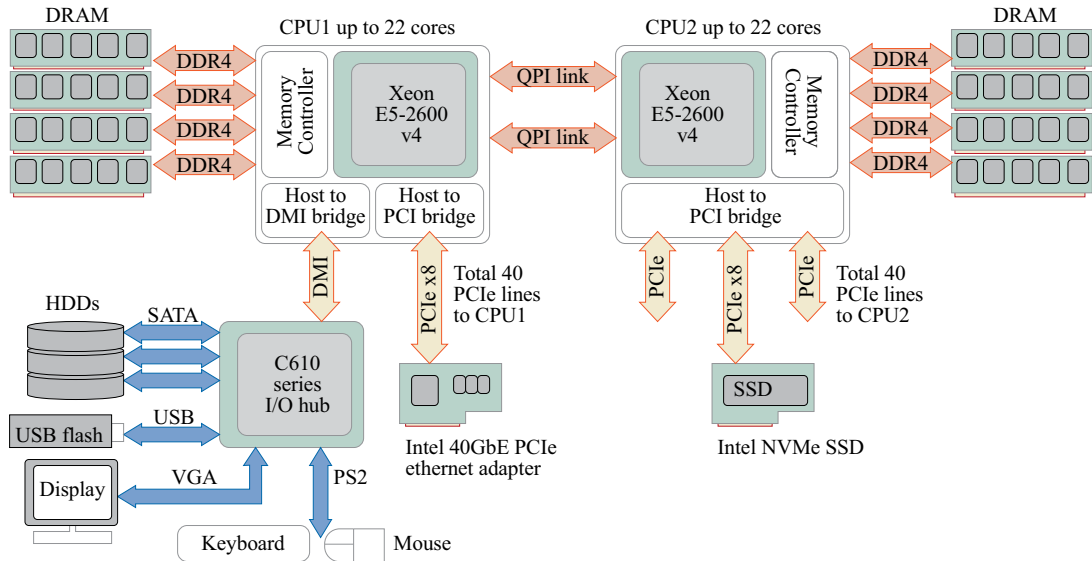 DRAM
CPU1 up to 22 cores
CPU2 up to 22 cores
DRAM
DDR4
DDR4
DDR4
DDR4
Memory
Controller
Xeon
E5-2600
v4
QPI link
QPI link
Xeon
E5-2600
v4
Memory
Controller
DDR4
DDR4
DDR4
DDR4
Host to
DMI bridge
Host to
PCI bridge
Host to
PCI bridge
DMI
PCIe x8
Total 40
PCIe lines
to CPU1
PCIe
PCIe x8
PCIe
Total 40
PCIe lines
to CPU2
HDDs
SATA
C610
series
I/O hub
SSD
USB flash
USB
Intel 40GbE PCIe
ethernet adapter
Intel NVMe SSD
Display
VGA
PS2
Keyboard
Mouse